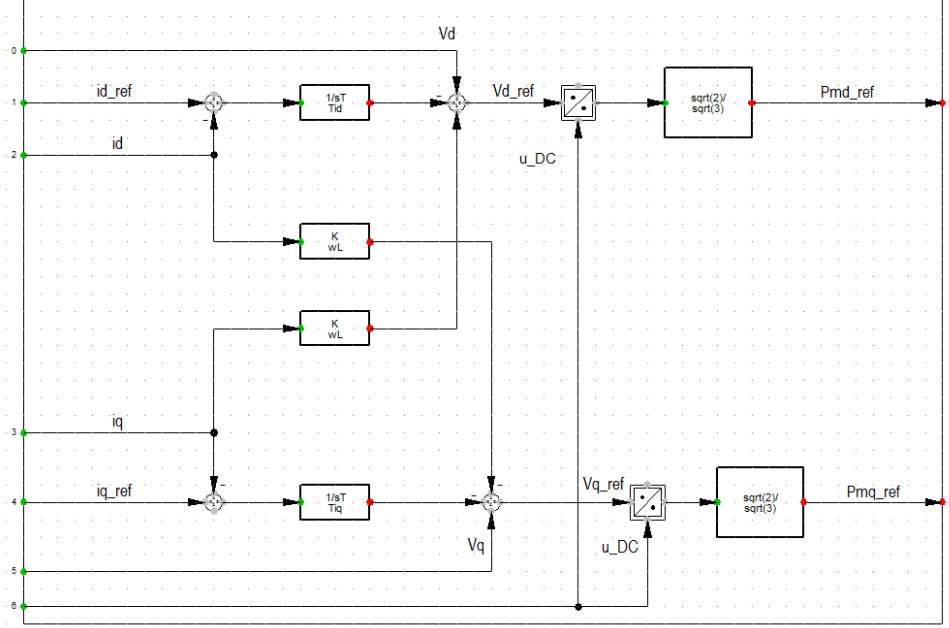 Vd
0
id_ref
1
-
1/sT
Tid
-
Vd_ref
sqrt(2)/
sqrt(3)
Pmd_ref
id
2
u_DC
K
wL
K
wL
iq
3
-
-
iq_ref
4
1/sT
Tiq
-
Vq_ref
sqrt(2)/
sqrt(3)
Pmq_ref
Vq
u_DC
5
6